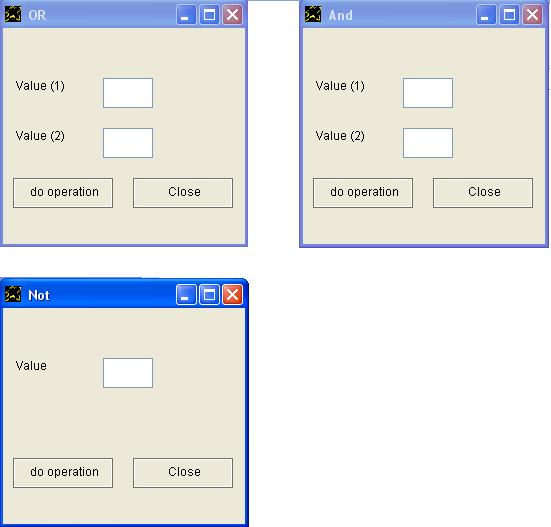 OR
Value (1)
Value (2)
do operation Close
And
Value (1)
Value (2)
do operation Close
Not
Value
do operation Close